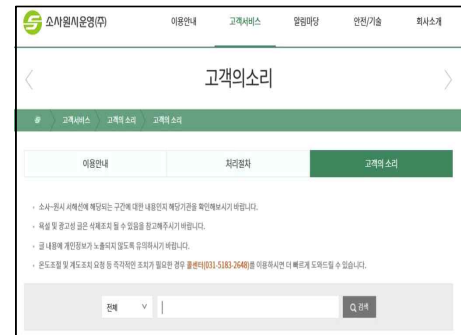 소사원시운영(주)
이용안내 고객서비스 알림마당 안전/기술 회사소개
고객의소리
고객서비스 고객의 소리 고객의 소리
이용안내 처리절차 고객의 소리
소사~원시 서해선에 해당되는 구간에 대한 내용인지 해당기관을 확인해보시기 바랍니다.
욕설 및 광고성 글은 삭제조치 될 수 있음을 참고해주시기 바랍니다.
글 내용에 개인정보가 노출되지 않도록 유의하시기 바랍니다.
온도조절 및 계도조치 요청 등 즉각적인 조치가 필요한 경우 콜센터(031-5183-2648)를 이용하시면 더 빠르게 도와드릴 수 있습니다.
전체 검색